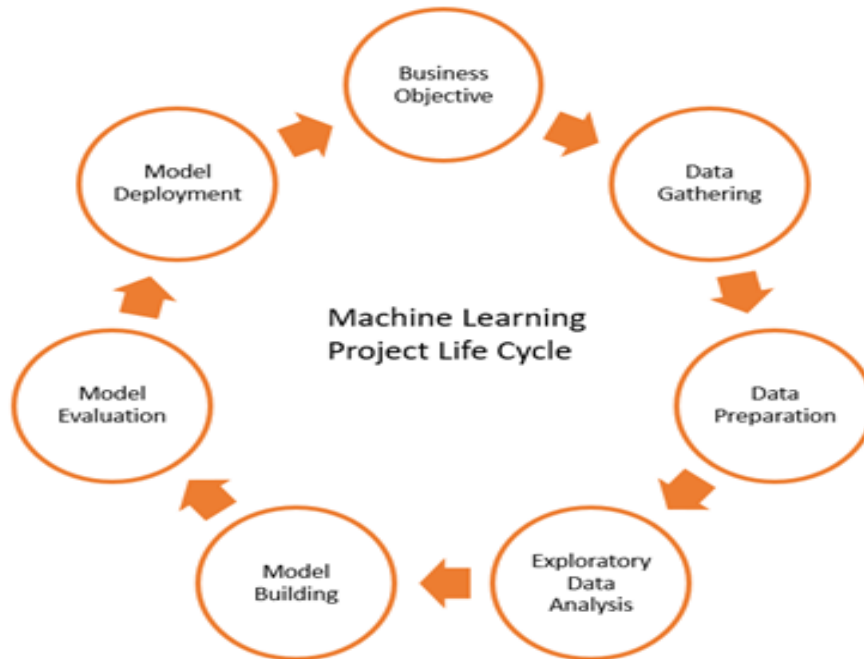 Business
Objective
Data
Gathering
Data
Preparation
Exploratory
Data
Analysis
Model
Building
Model
Evaluation
Model
Deployment
Machine Learning
Project Life Cycle